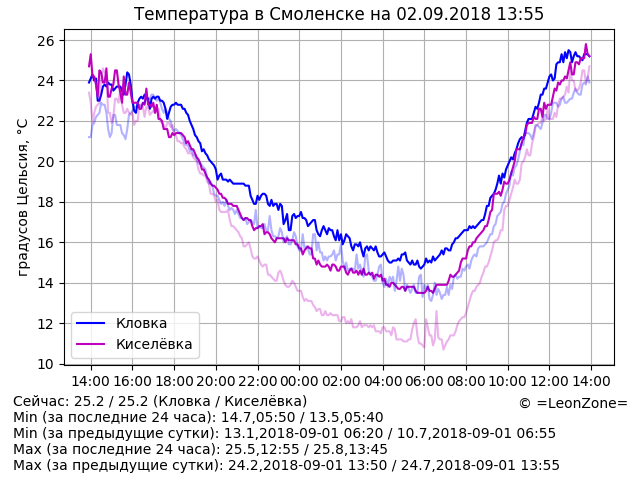 Температура в Смоленске на 02.09.2018 13:55
26
24
22
20
18
16
14
12
10
градусов Цельсия, °C
Кловка
Киселёвка
14:00 16:00 18:00 20:00 22:00 00:00 02:00 04:00 06:00 08:00 10:00 12:00 14:00
Сейчас: 25.2 / 25.2 (Кловка / Киселёвка)
© =LeonZone=
Min (за последние 24 часа): 14.7,05:50 / 13.5,05:40
Min (за предыдущие сутки): 13.1,2018-09-01 06:20 / 10.7,2018-09-01 06:55
Max (за последние 24 часа): 25.5,12:55 / 25.8,13:45
Max (за предыдущие сутки): 24.2,2018-09-01 13:50 / 24.7,2018-09-01 13:55